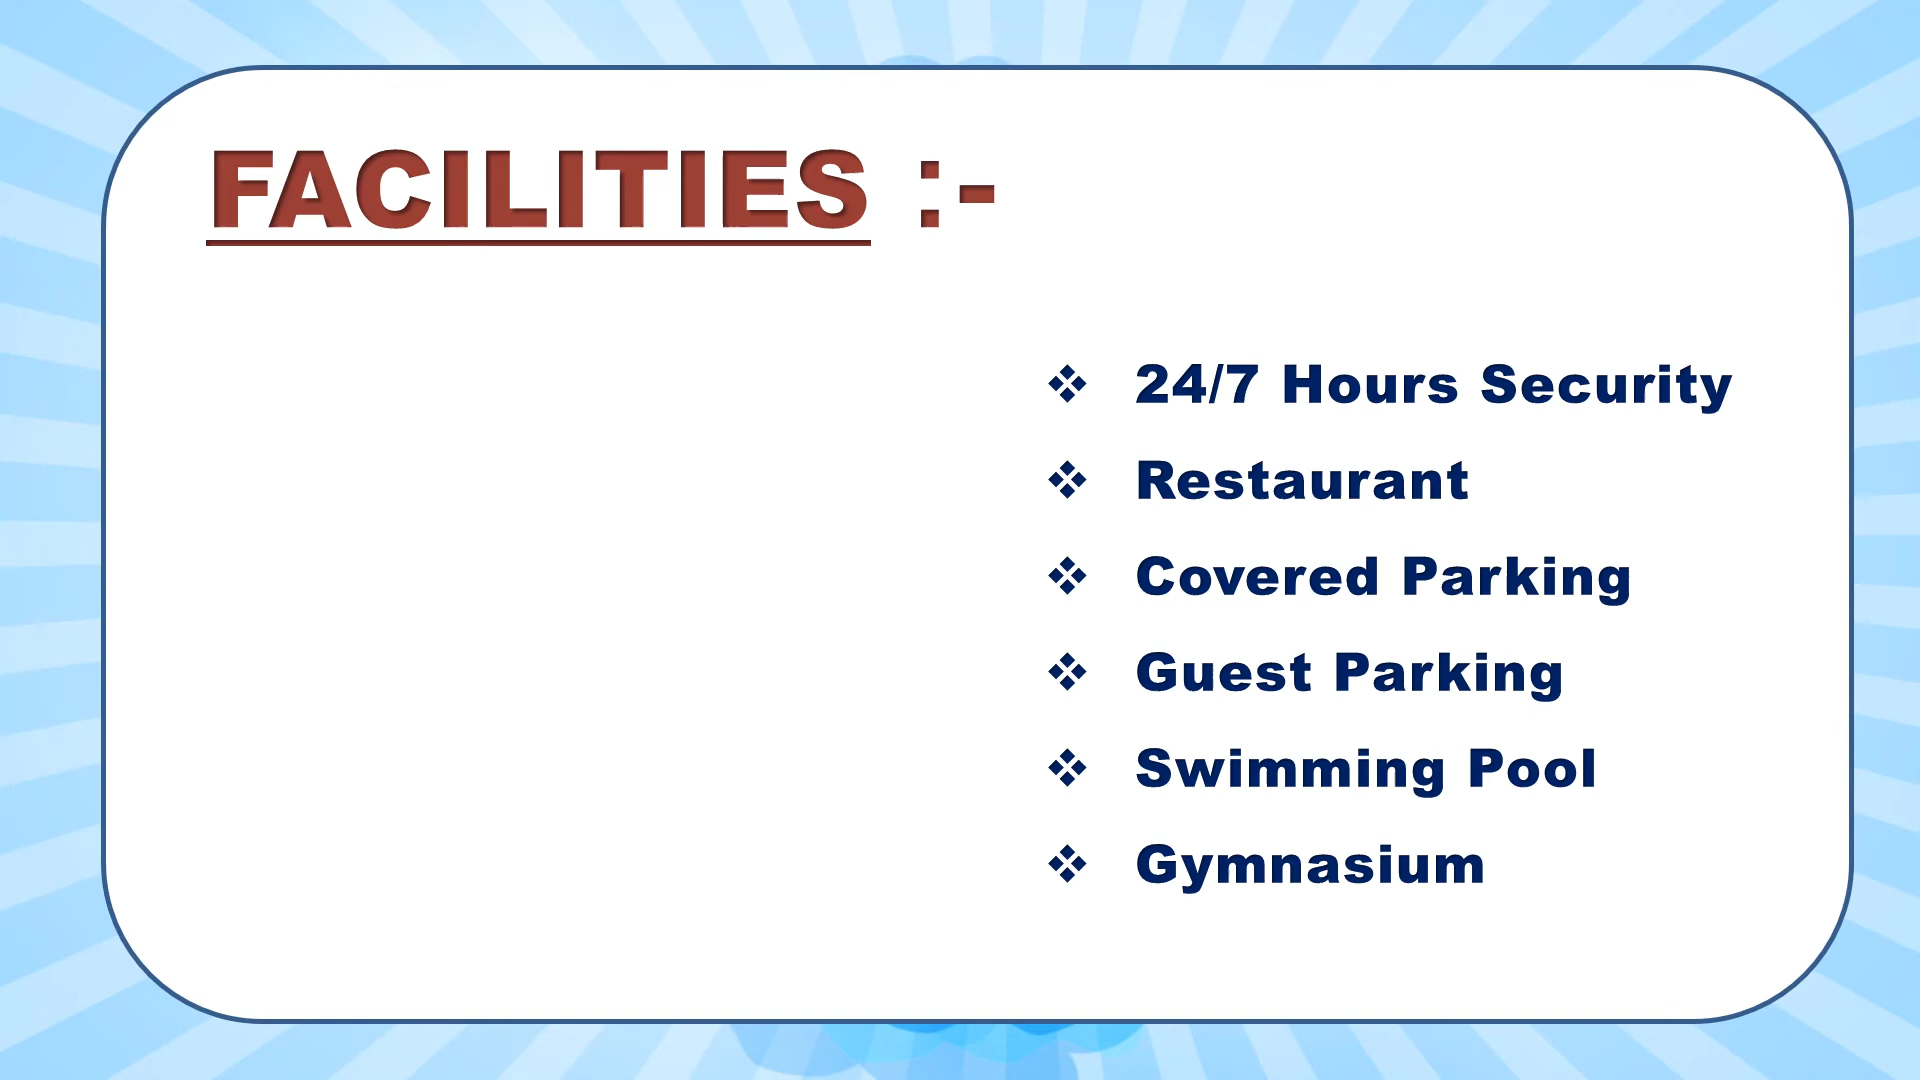 FACILITIES :-
❖ 24/7 Hours Security
❖ Restaurant
❖ Covered Parking
❖ Guest Parking
❖ Swimming Pool
❖ Gymnasium